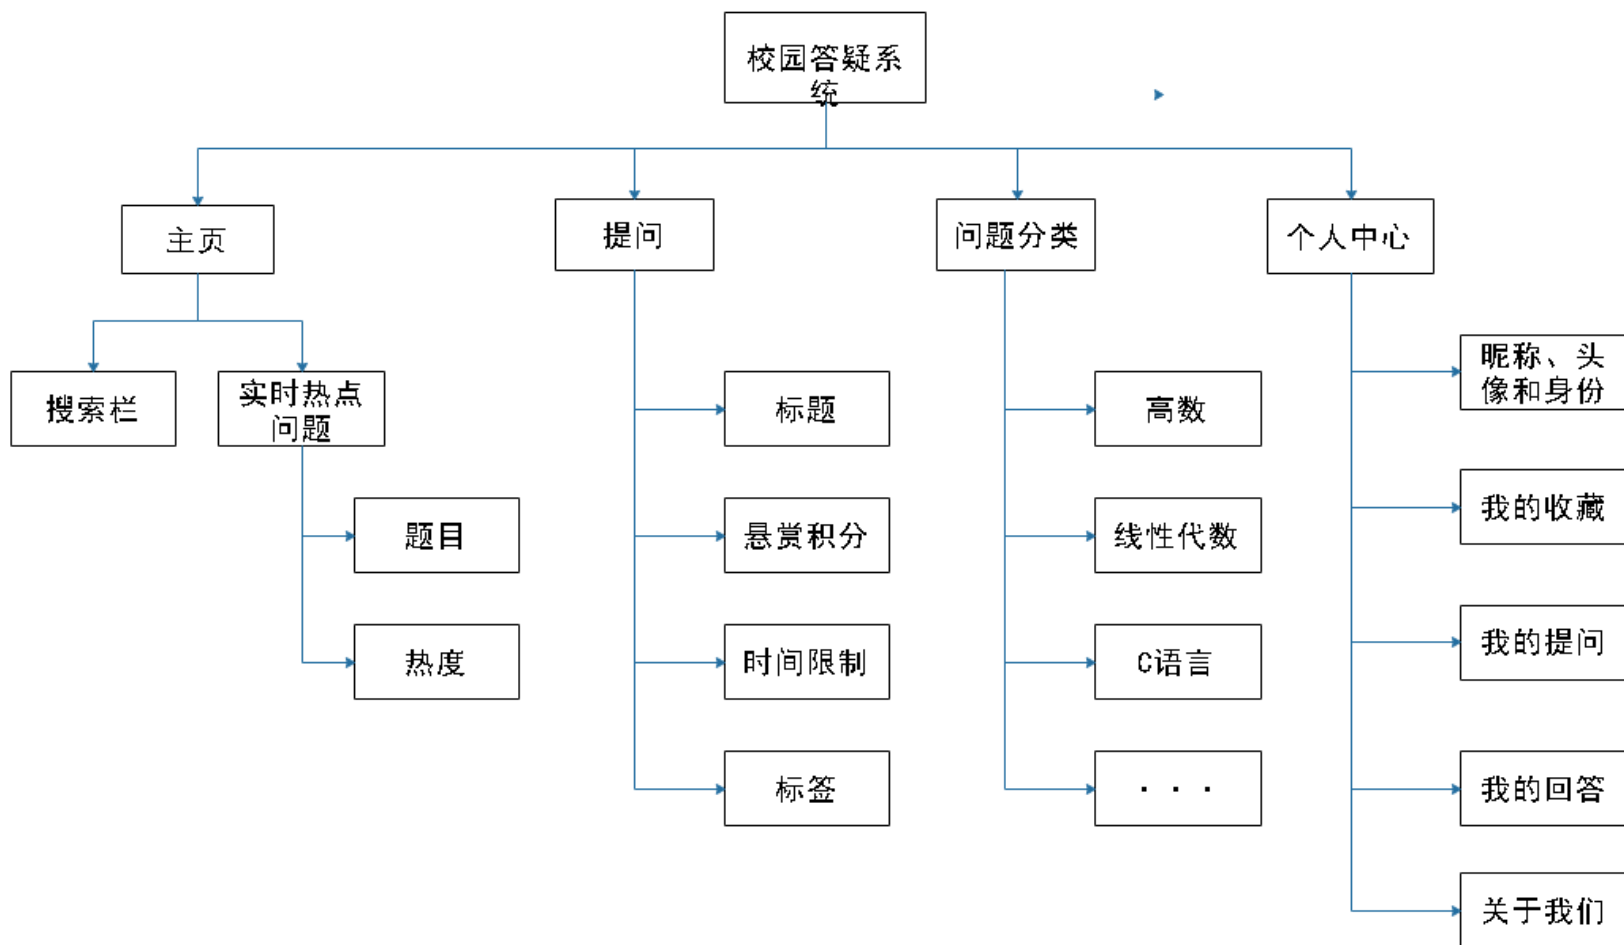 校园答疑系
统
主页
提问
问题分类
个人中心
搜索栏
实时热点
问题
题目
热度
标题
悬赏积分
时间限制
标签
高数
线性代数
C语言
· · ·
昵称、头
像和身份
我的收藏
我的提问
我的回答
关于我们